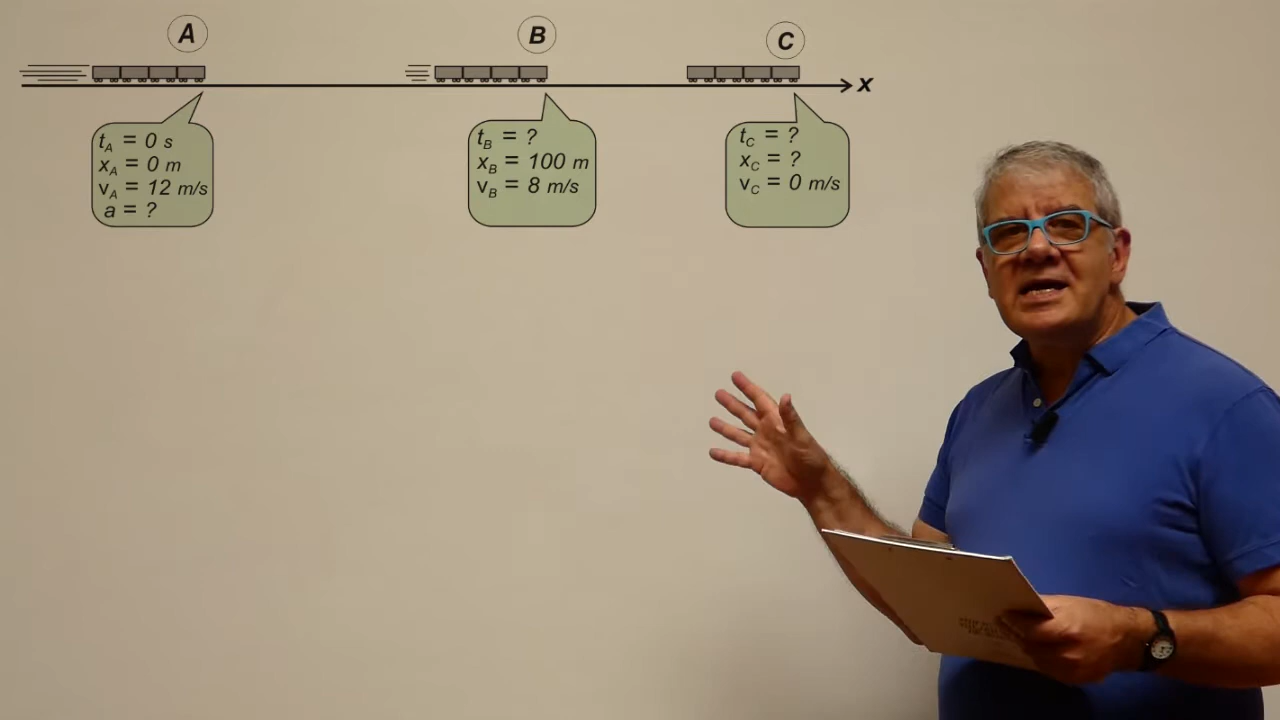 A
B
C
x
t_A = 0 s
x_A = 0 m
v_A = 12 m/s
a = ?
t_B = ?
x_B = 100 m
v_B = 8 m/s
t_C = ?
x_C = ?
v_C = 0 m/s